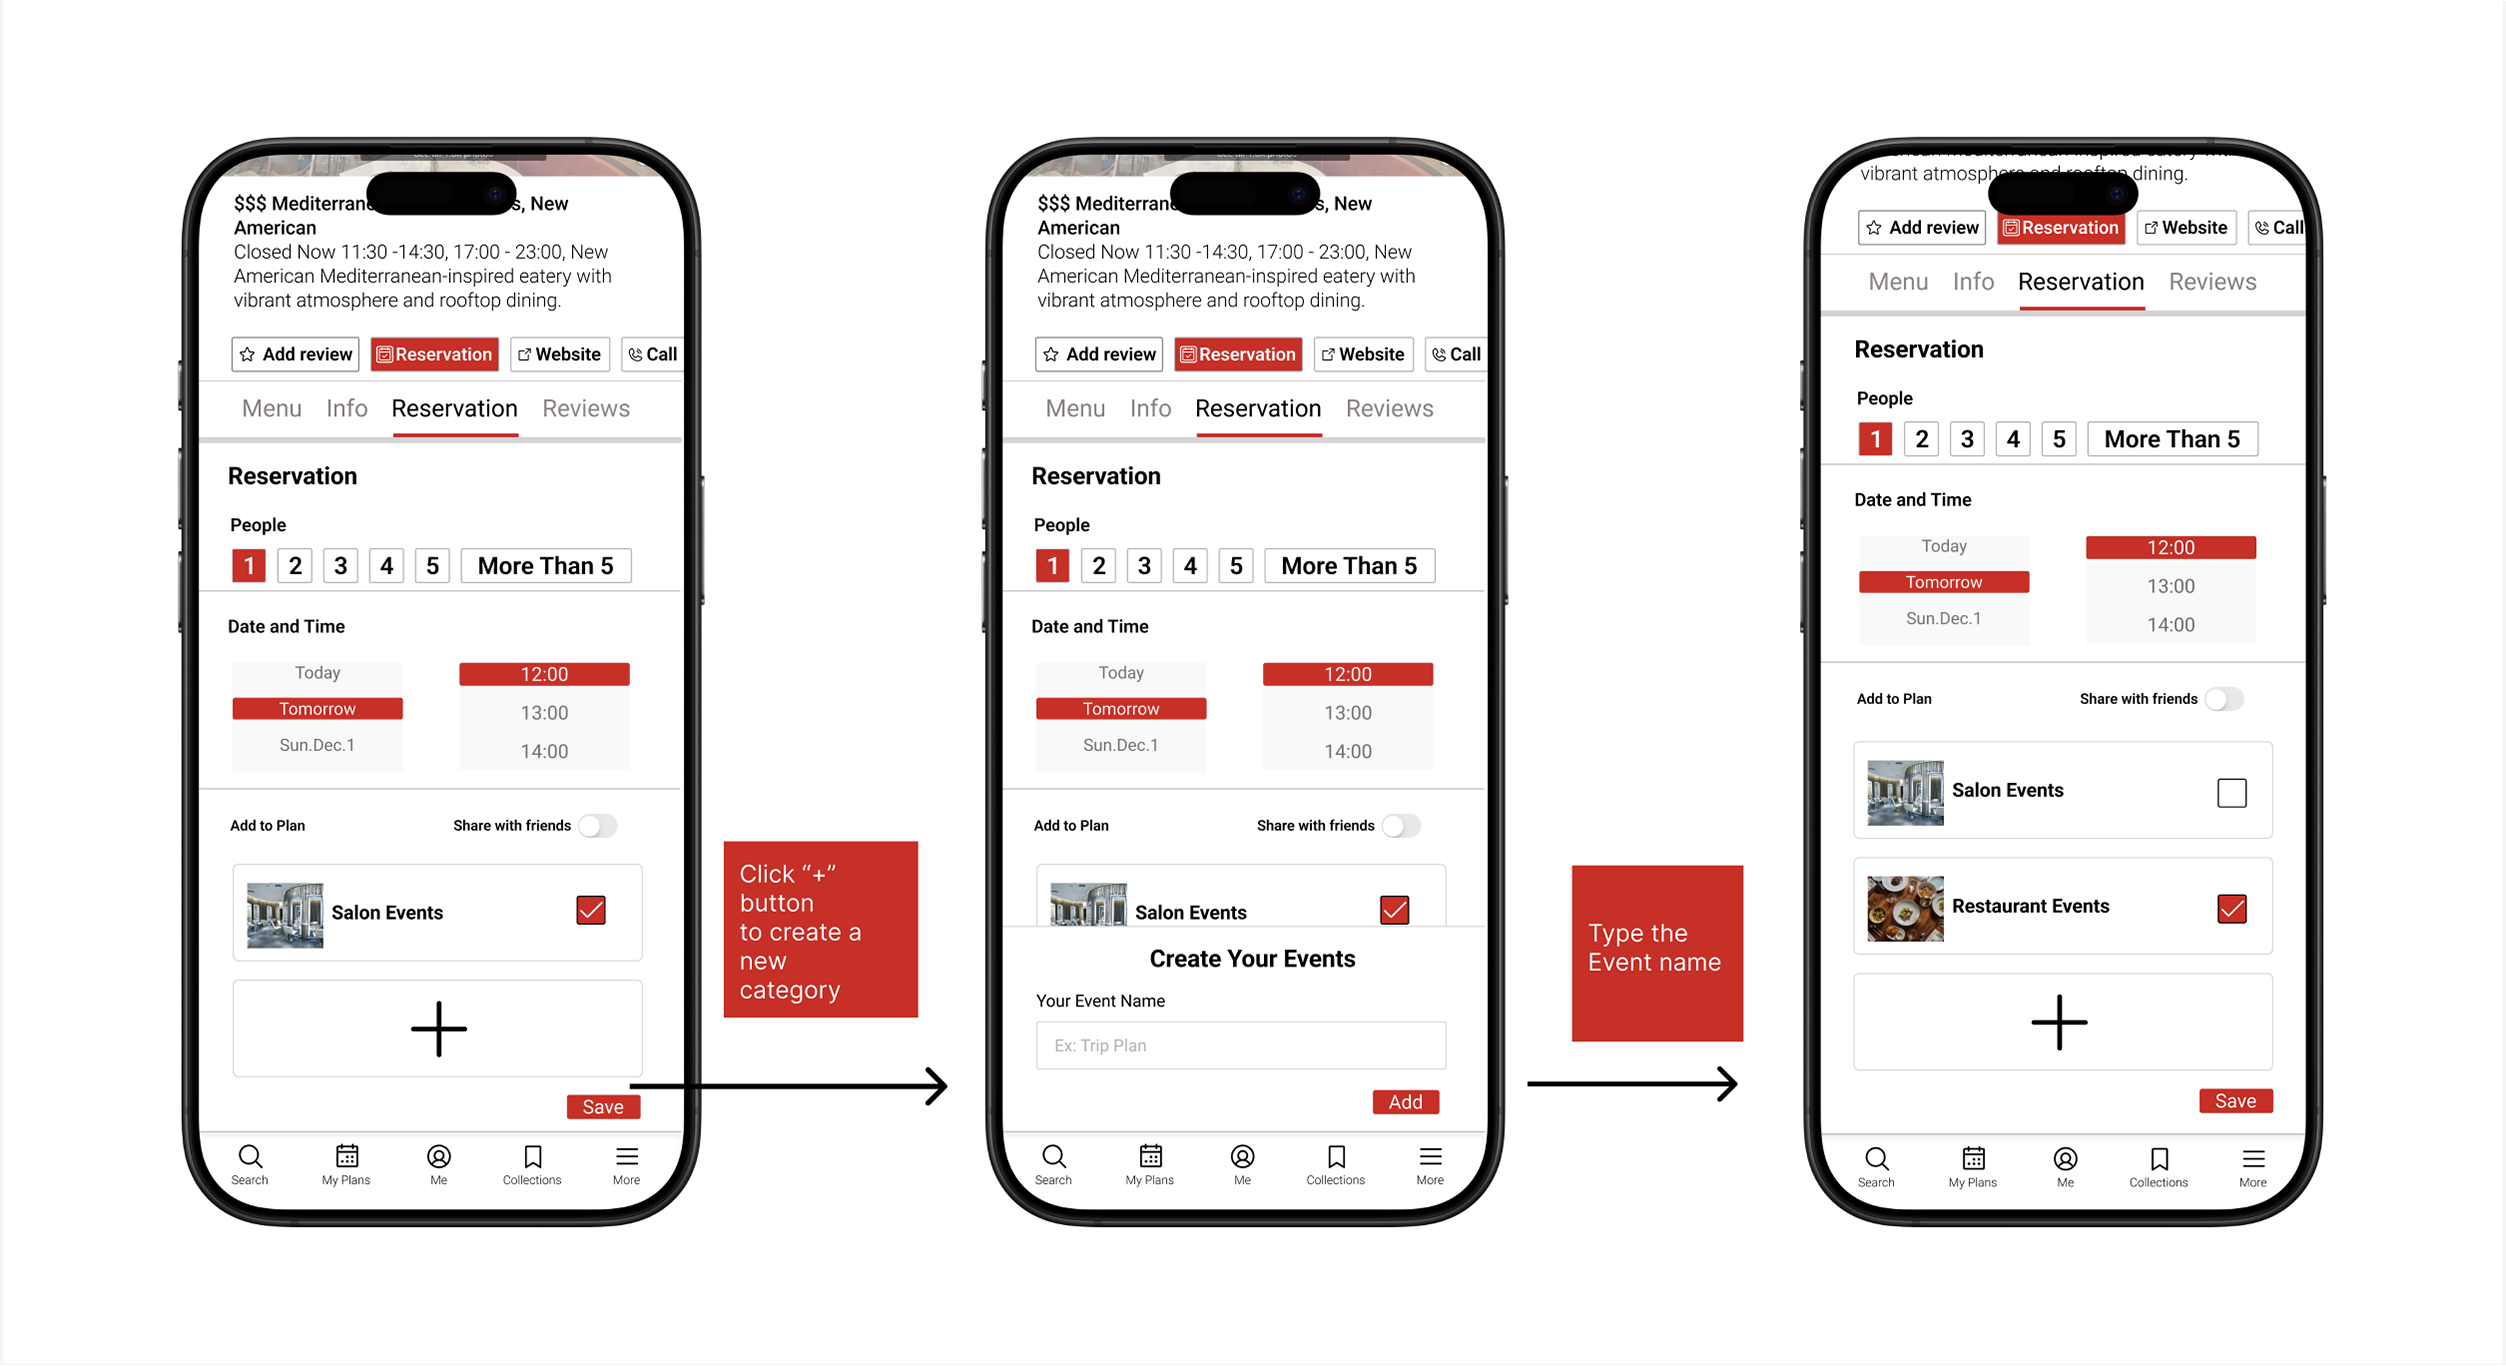 $$$ Mediterrane s, New
American
Closed Now 11:30 -14:30, 17:00 - 23:00, New
American Mediterranean-inspired eatery with
vibrant atmosphere and rooftop dining.
Add review
Reservation
Website
Call
Menu
Info
Reservation
Reviews
Reservation
People
1
2
3
4
5
More Than 5
Date and Time
Today
12:00
Tomorrow
13:00
Sun.Dec.1
14:00
Add to Plan
Share with friends
Salon Events
Save
Search
My Plans
Me
Collections
More
Click “+”
button
to create a
new
category
$$$ Mediterrane s, New
American
Closed Now 11:30 -14:30, 17:00 - 23:00, New
American Mediterranean-inspired eatery with
vibrant atmosphere and rooftop dining.
Add review
Reservation
Website
Call
Menu
Info
Reservation
Reviews
Reservation
People
1
2
3
4
5
More Than 5
Date and Time
Today
12:00
Tomorrow
13:00
Sun.Dec.1
14:00
Add to Plan
Share with friends
Salon Events
Create Your Events
Your Event Name
Ex: Trip Plan
Add
Search
My Plans
Me
Collections
More
Type the
Event name
vibrant atmosphere and rooftop dining.
Add review
Reservation
Website
Call
Menu
Info
Reservation
Reviews
Reservation
People
1
2
3
4
5
More Than 5
Date and Time
Today
12:00
Tomorrow
13:00
Sun.Dec.1
14:00
Add to Plan
Share with friends
Salon Events
Restaurant Events
Save
Search
My Plans
Me
Collections
More